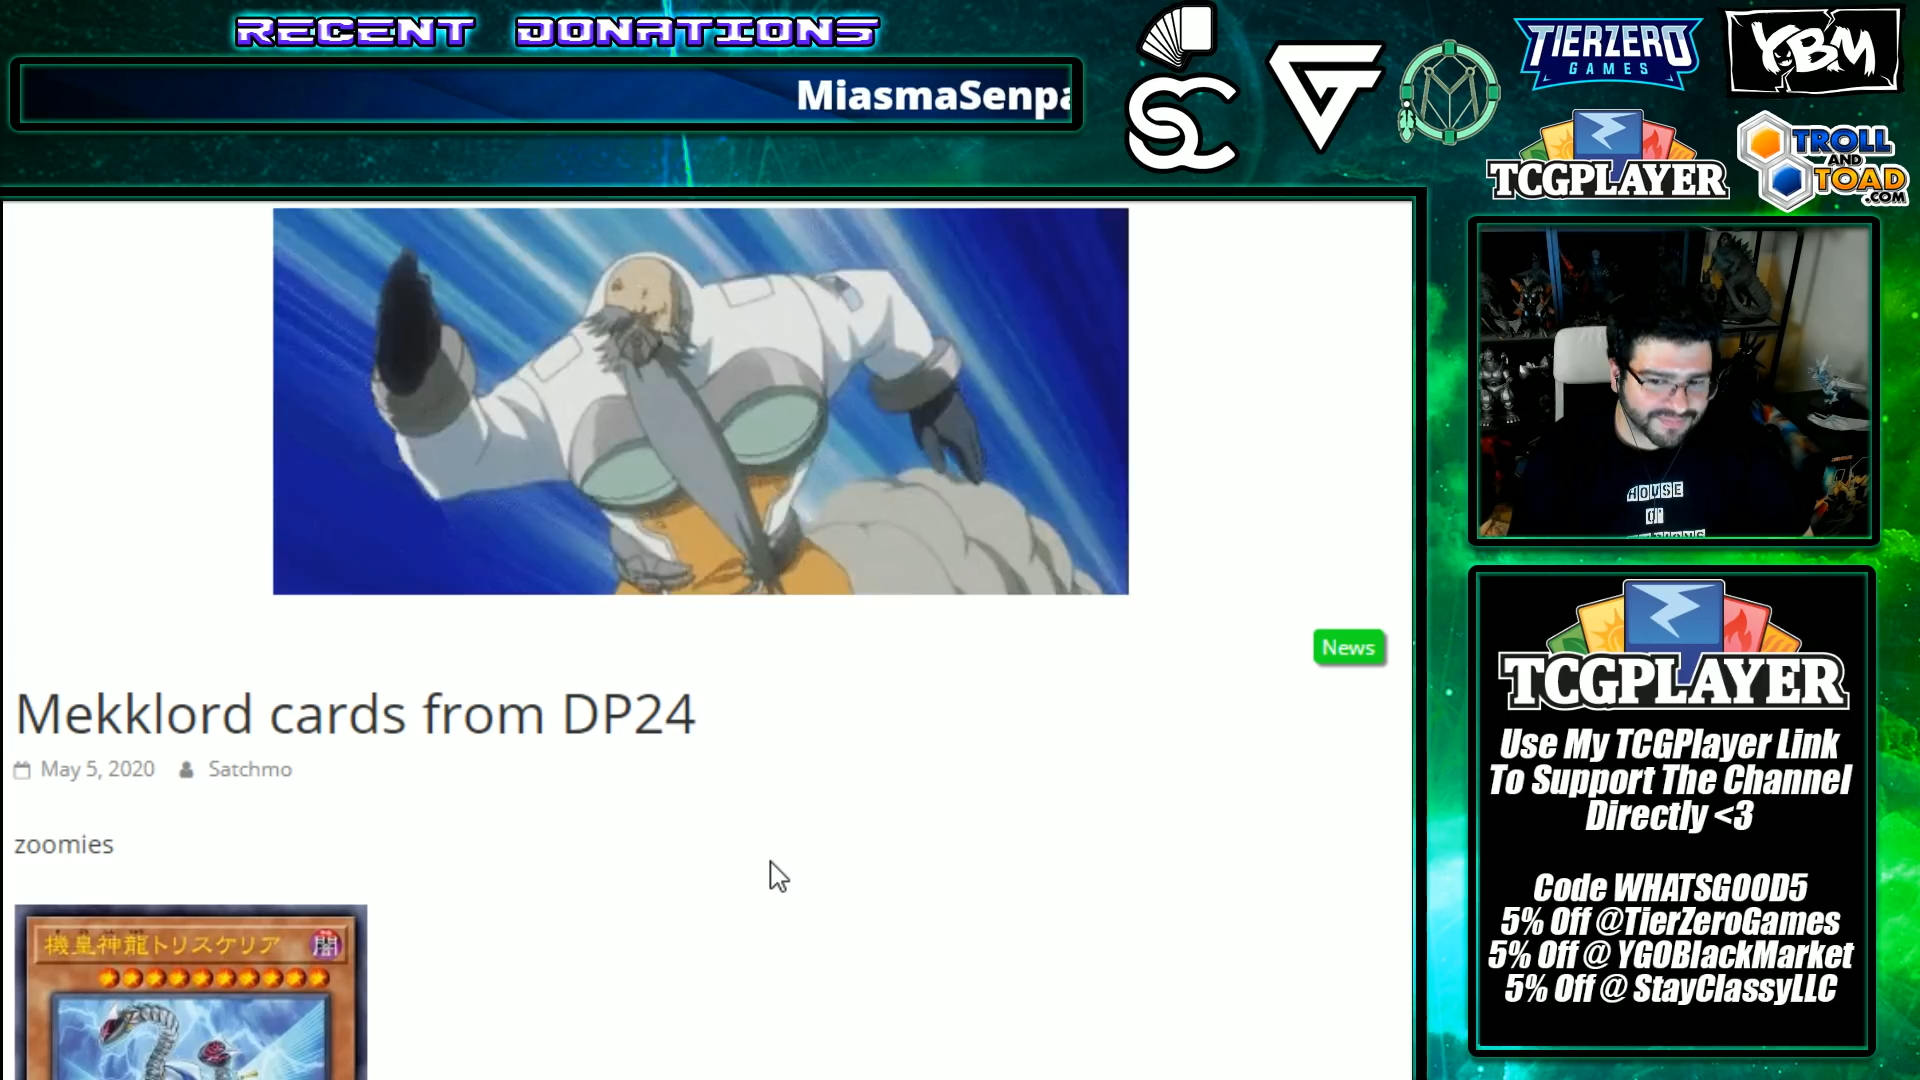 RECENT DONATIONS
MiasmaSenpa
SC
TIERZERO
GAMES
YBM
TCGPLAYER
TROLL
AND
TOAD
.COM
News
Mekklord cards from DP24
May 5, 2020 Satchmo
zoomies
機皇神龍トリスケリア 闇
HOUSE
OF
TCGPLAYER
Use My TCGPlayer Link
To Support The Channel
Directly <3
Code WHATSGOOD5
5% Off @TierZeroGames
5% Off @ YGOBlackMarket
5% Off @ StayClassyLLC